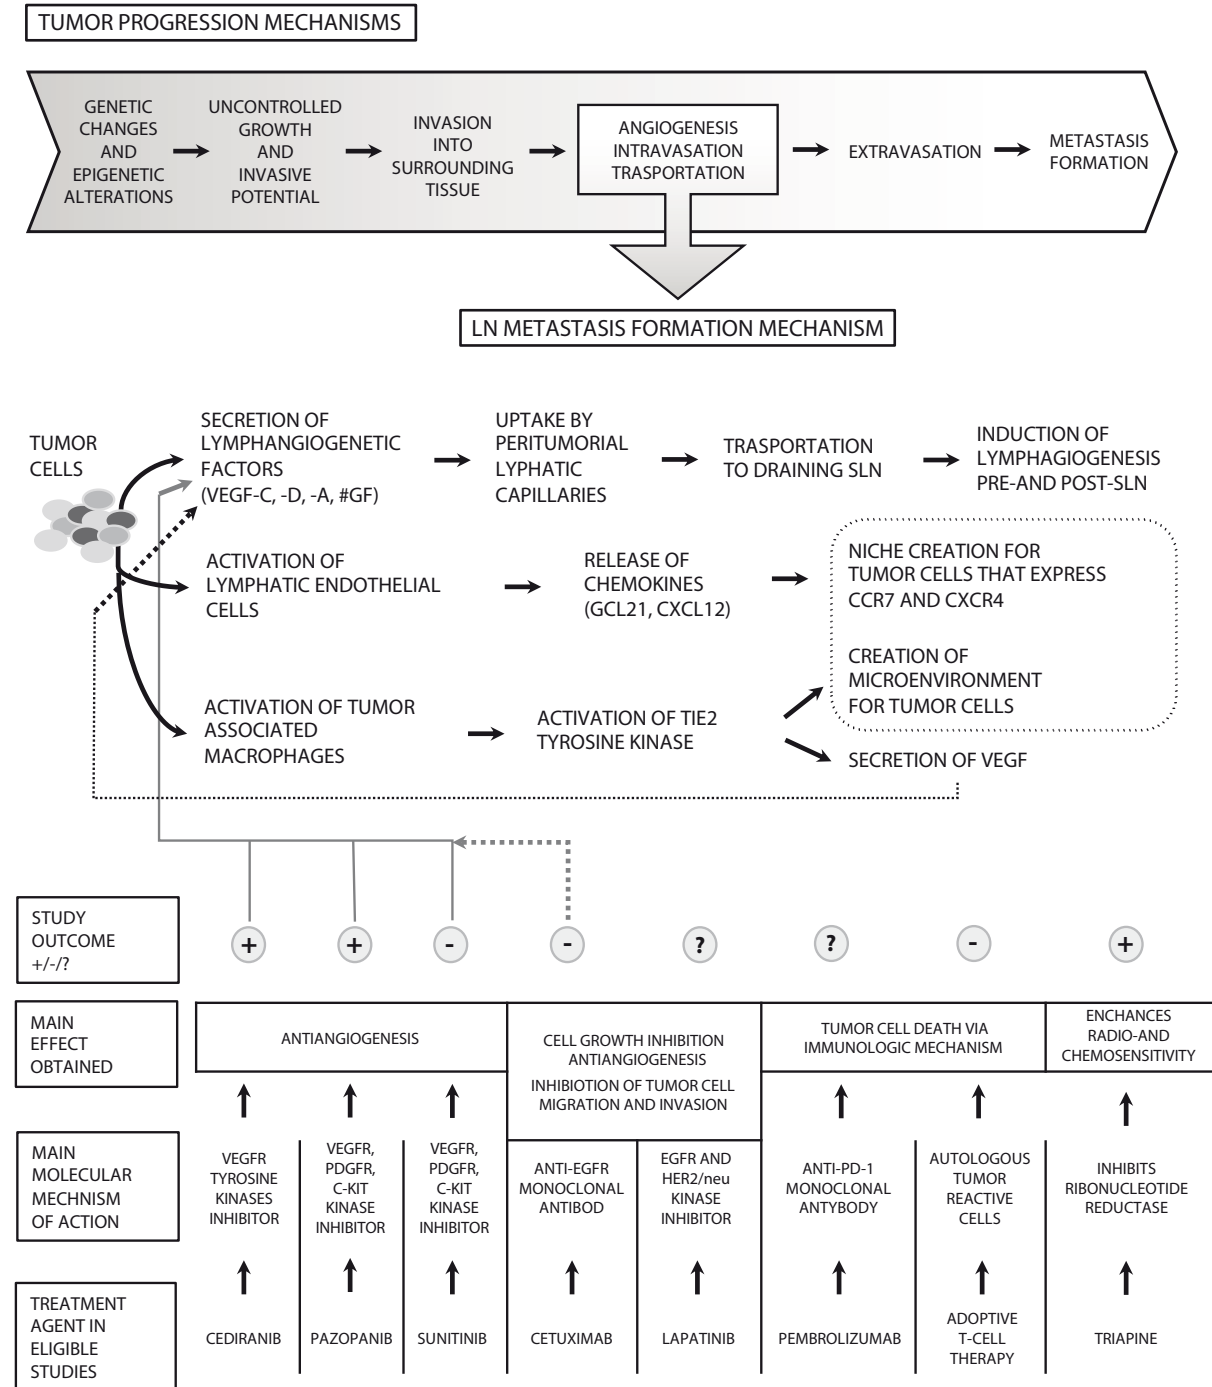 TUMOR PROGRESSION MECHANISMS
GENETIC
CHANGES
AND
EPIGENETIC
ALTERATIONS
UNCONTROLLED
GROWTH
AND
INVASIVE
POTENTIAL
INVASION
INTO
SURROUNDING
TISSUE
ANGIOGENESIS
INTRAVASATION
TRASPORTATION
EXTRAVASATION
METASTASIS
FORMATION
LN METASTASIS FORMATION MECHANISM
TUMOR
CELLS
SECRETION OF
LYMPHANGIOGENETIC
FACTORS
(VEGF-C, -D, -A, #GF)
UPTAKE BY
PERITUMORIAL
LYPHATIC
CAPILLARIES
TRASPORTATION
TO DRAINING SLN
INDUCTION OF
LYMPHAGIOGENESIS
PRE-AND POST-SLN
ACTIVATION OF
LYMPHATIC ENDOTHELIAL
CELLS
RELEASE OF
CHEMOKINES
(GCL21, CXCL12)
NICHE CREATION FOR
TUMOR CELLS THAT EXPRESS
CCR7 AND CXCR4
CREATION OF
MICROENVIRONMENT
FOR TUMOR CELLS
ACTIVATION OF TUMOR
ASSOCIATED
MACROPHAGES
ACTIVATION OF TIE2
TYROSINE KINASE
SECRETION OF VEGF
STUDY
OUTCOME
+/-/?
+
+
-
-
?
?
-
+
MAIN
EFFECT
OBTAINED
ANTIANGIOGENESIS
CELL GROWTH INHIBITION
ANTIANGIOGENESIS
INHIBIOTION OF TUMOR CELL
MIGRATION AND INVASION
TUMOR CELL DEATH VIA
IMMUNOLOGIC MECHANISM
ENCHANCES
RADIO-AND
CHEMOSENSITIVITY
MAIN
MOLECULAR
MECHNISM
OF ACTION
VEGFR
TYROSINE
KINASES
INHIBITOR
VEGFR,
PDGFR,
C-KIT
KINASE
INHIBITOR
VEGFR,
PDGFR,
C-KIT
KINASE
INHIBITOR
ANTI-EGFR
MONOCLONAL
ANTIBOD
EGFR AND
HER2/neu
KINASE
INHIBITOR
ANTI-PD-1
MONOCLONAL
ANTYBODY
AUTOLOGOUS
TUMOR
REACTIVE
CELLS
INHIBITS
RIBONUCLEOTIDE
REDUCTASE
TREATMENT
AGENT IN
ELIGIBLE
STUDIES
CEDIRANIB
PAZOPANIB
SUNITINIB
CETUXIMAB
LAPATINIB
PEMBROLIZUMAB
ADOPTIVE
T-CELL
THERAPY
TRIAPINE